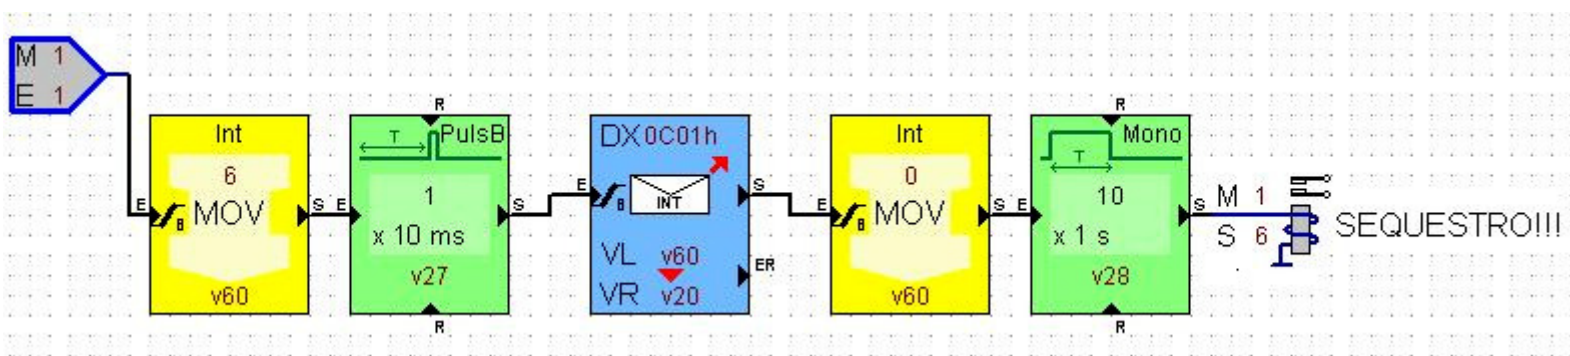 M 1
E 1
E
Int
6
B MOV
S
v60
E
R
PulsB
T
1
x 10 ms
S
v27
R
E
DX 0C01h
B
INT
S
VL v60
ER
VR v20
E
Int
0
B MOV
S
v60
E
R
Mono
T
10
x 1 s
S
v28
R
M 1
S 6
SEQUESTRO!!!